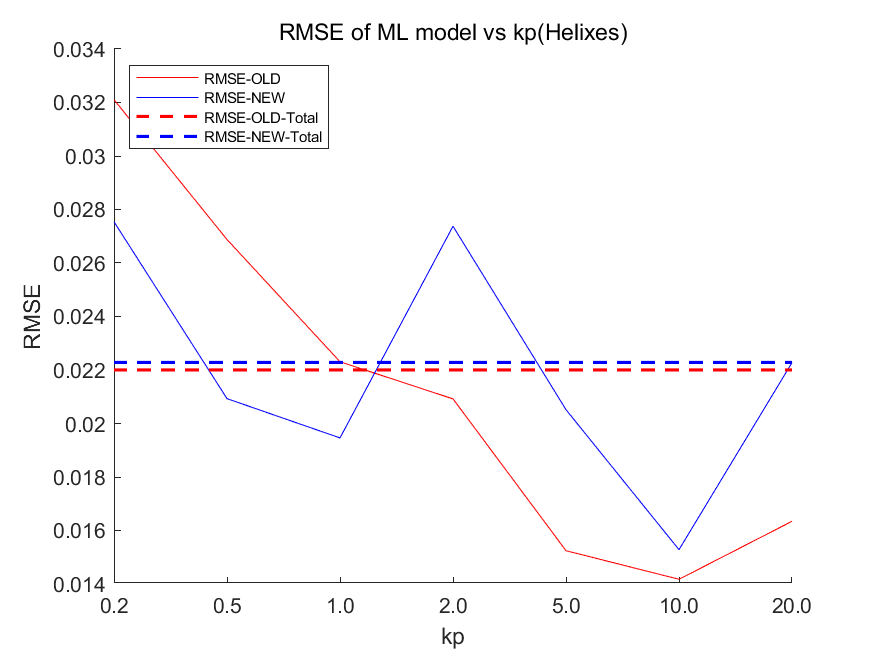 RMSE of ML model vs kp(Helixes)
0.034
0.032
0.03
0.028
0.026
0.024
0.022
0.02
0.018
0.016
0.014
RMSE
RMSE-OLD
RMSE-NEW
RMSE-OLD-Total
RMSE-NEW-Total
0.2 0.5 1.0 2.0 5.0 10.0 20.0
kp